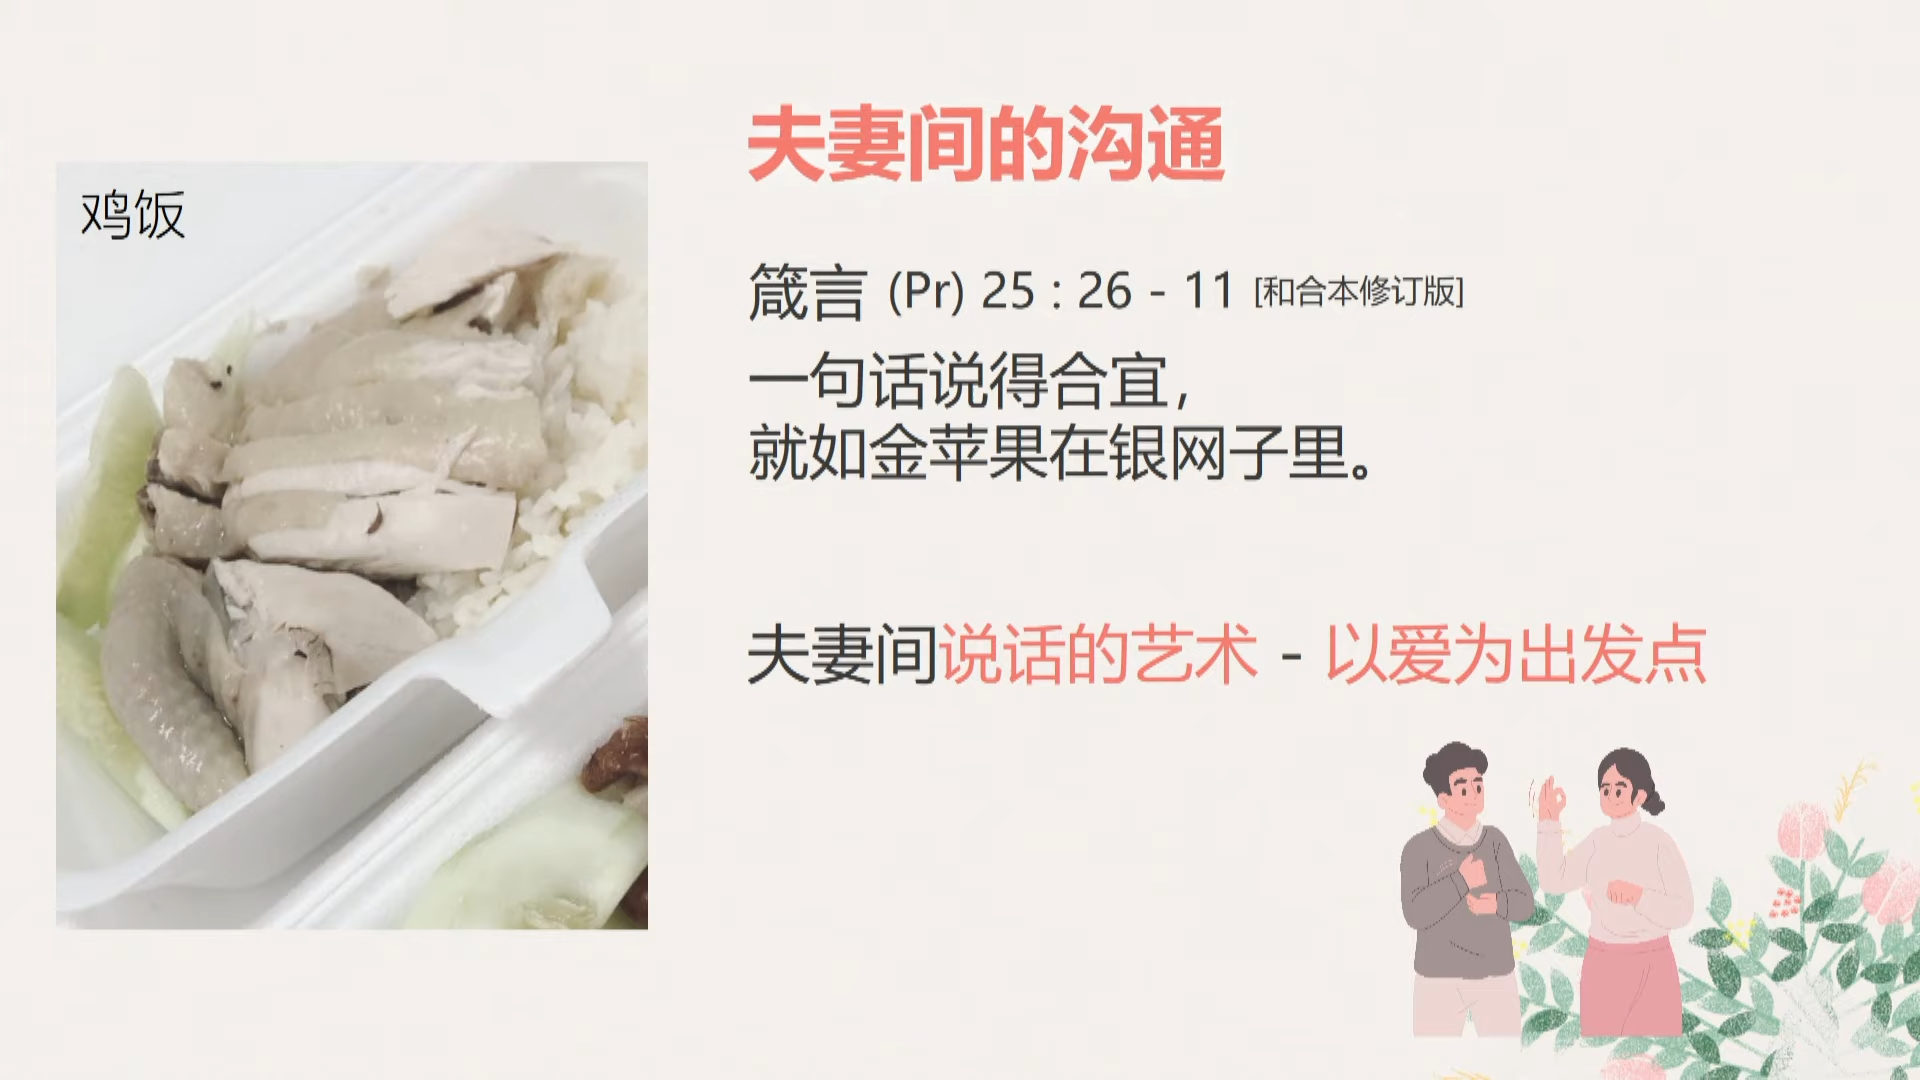 夫妻间的沟通
鸡饭
箴言 (Pr) 25 : 26 - 11 [和合本修订版]
一句话说得合宜，
就如金苹果在银网子里。
夫妻间说话的艺术 - 以爱为出发点